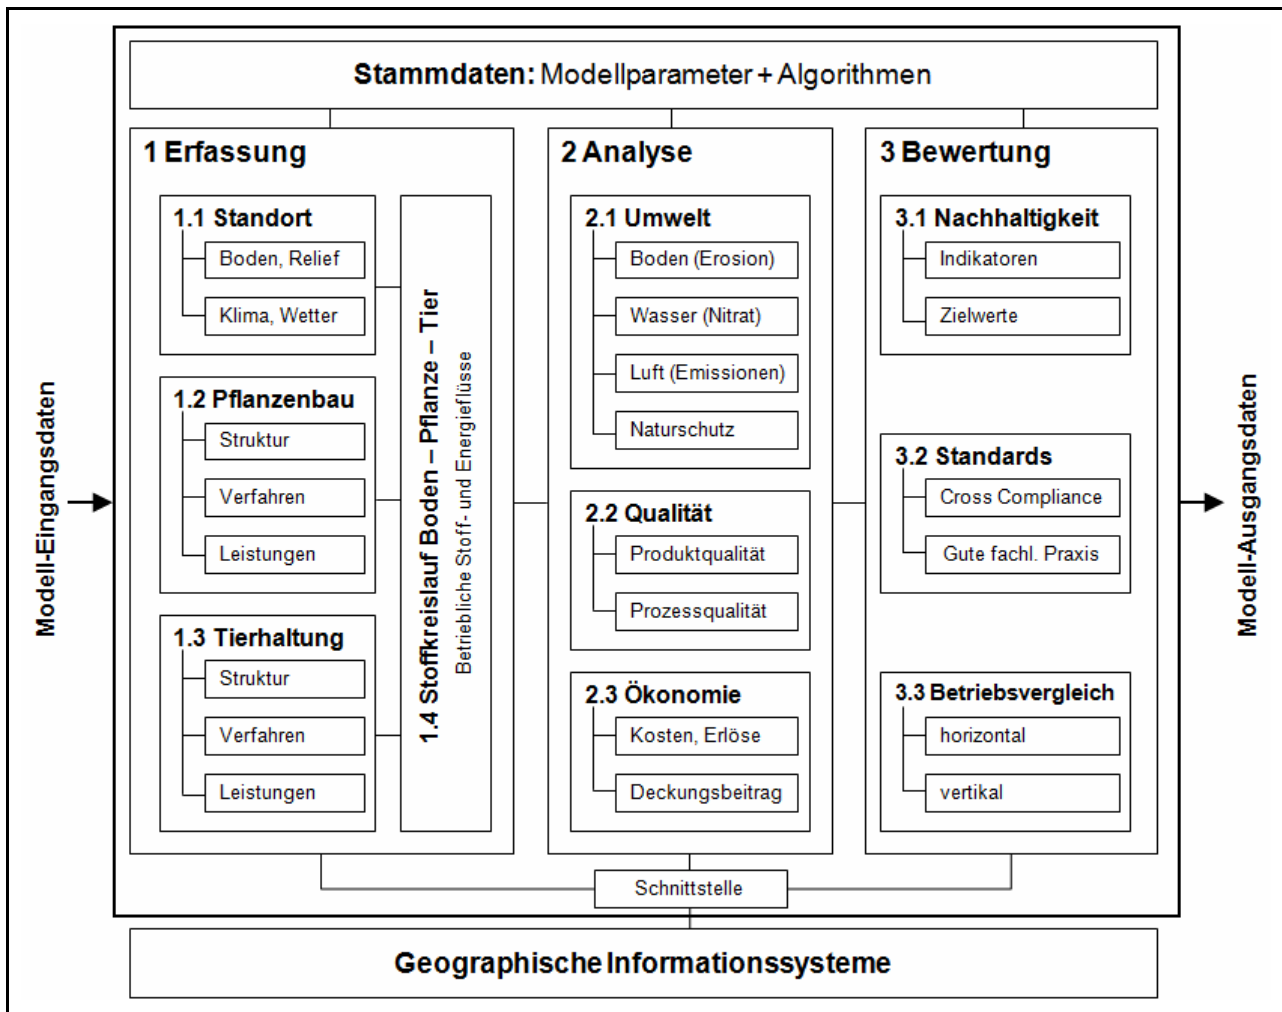 Stammdaten: Modellparameter + Algorithmen
1 Erfassung
1.1 Standort
Boden, Relief
Klima, Wetter
1.2 Pflanzenbau
Struktur
Verfahren
Leistungen
1.3 Tierhaltung
Struktur
Verfahren
Leistungen
1.4 Stoffkreislauf Boden – Pflanze – Tier
Betriebliche Stoff- und Energieflüsse
2 Analyse
2.1 Umwelt
Boden (Erosion)
Wasser (Nitrat)
Luft (Emissionen)
Naturschutz
2.2 Qualität
Produktqualität
Prozessqualität
2.3 Ökonomie
Kosten, Erlöse
Deckungsbeitrag
3 Bewertung
3.1 Nachhaltigkeit
Indikatoren
Zielwerte
3.2 Standards
Cross Compliance
Gute fachl. Praxis
3.3 Betriebsvergleich
horizontal
vertikal
Modell-Eingangsdaten
Modell-Ausgangsdaten
Schnittstelle
Geographische Informationssysteme